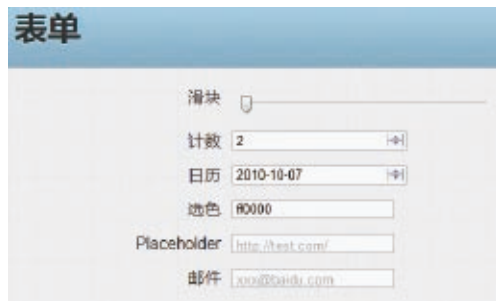 表单
滑块
计数 2
日历 2010-10-07
选色 ff0000
Placeholder http://test.com/
邮件 xxx@baidu.com